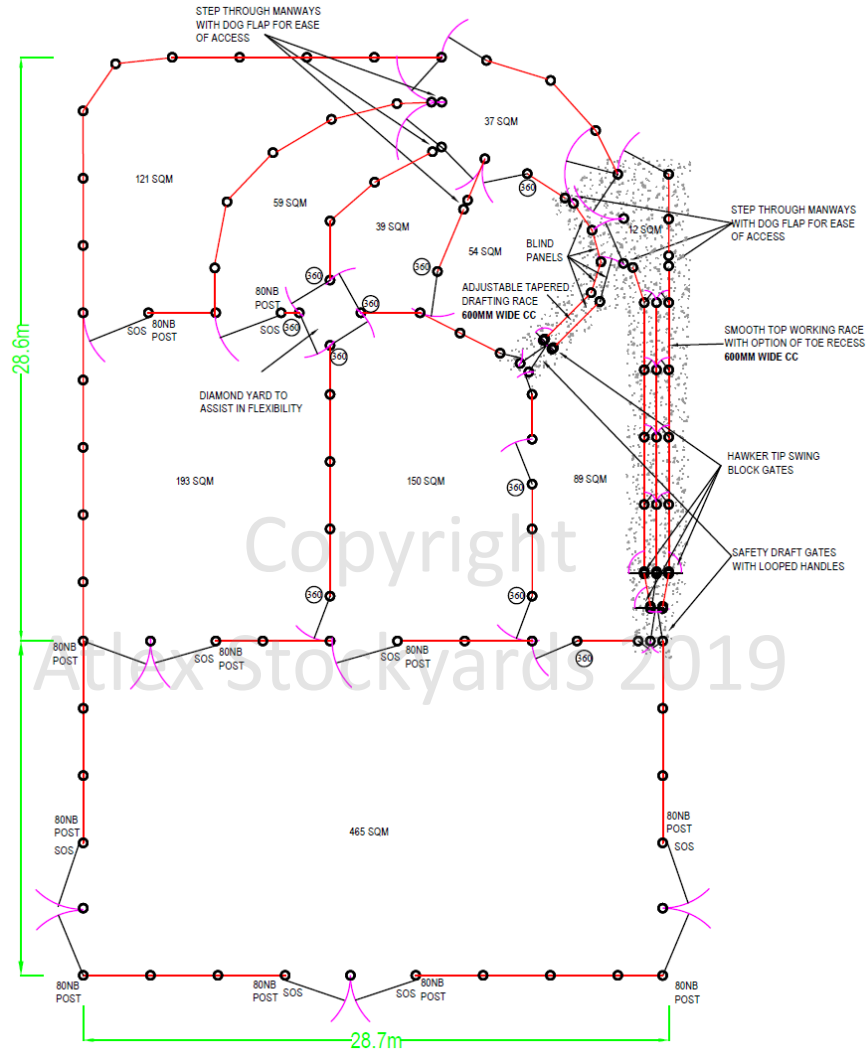 STEP THROUGH MANWAYS
WITH DOG FLAP FOR EASE
OF ACCESS
37 SQM
121 SQM
59 SQM
360
STEP THROUGH MANWAYS
WITH DOG FLAP FOR EASE
OF ACCESS
39 SQM
12 SQM
54 SQM
BLIND
PANELS
360
360
80NB
POST
ADJUSTABLE TAPERED
DRAFTING RACE
600MM WIDE CC
360
SOS
80NB
POST
SOS
360
360
SMOOTH TOP WORKING RACE
WITH OPTION OF TOE RECESS
600MM WIDE CC
28.6m
DIAMOND YARD TO
ASSIST IN FLEXIBILITY
HAWKER TIP SWING
BLOCK GATES
193 SQM
150 SQM
360
89 SQM
Copyright
SAFETY DRAFT GATES
WITH LOOPED HANDLES
360
360
80NB
POST
SOS
80NB
POST
SOS
80NB
POST
360
Atlex Stockyards 2019
80NB
POST
SOS
465 SQM
80NB
POST
SOS
80NB
POST
80NB
POST
SOS
SOS
80NB
POST
80NB
POST
28.7m